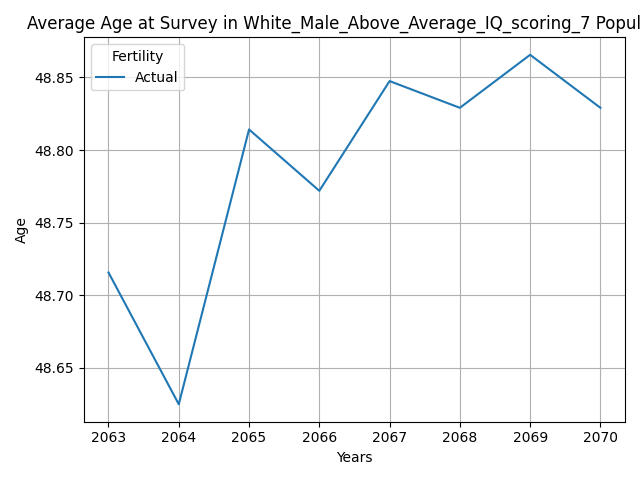 Average Age at Survey in White_Male_Above_Average_IQ_scoring_7 Popul
Fertility
Actual
48.85
48.80
48.75
48.70
48.65
Age
2063 2064 2065 2066 2067 2068 2069 2070
Years